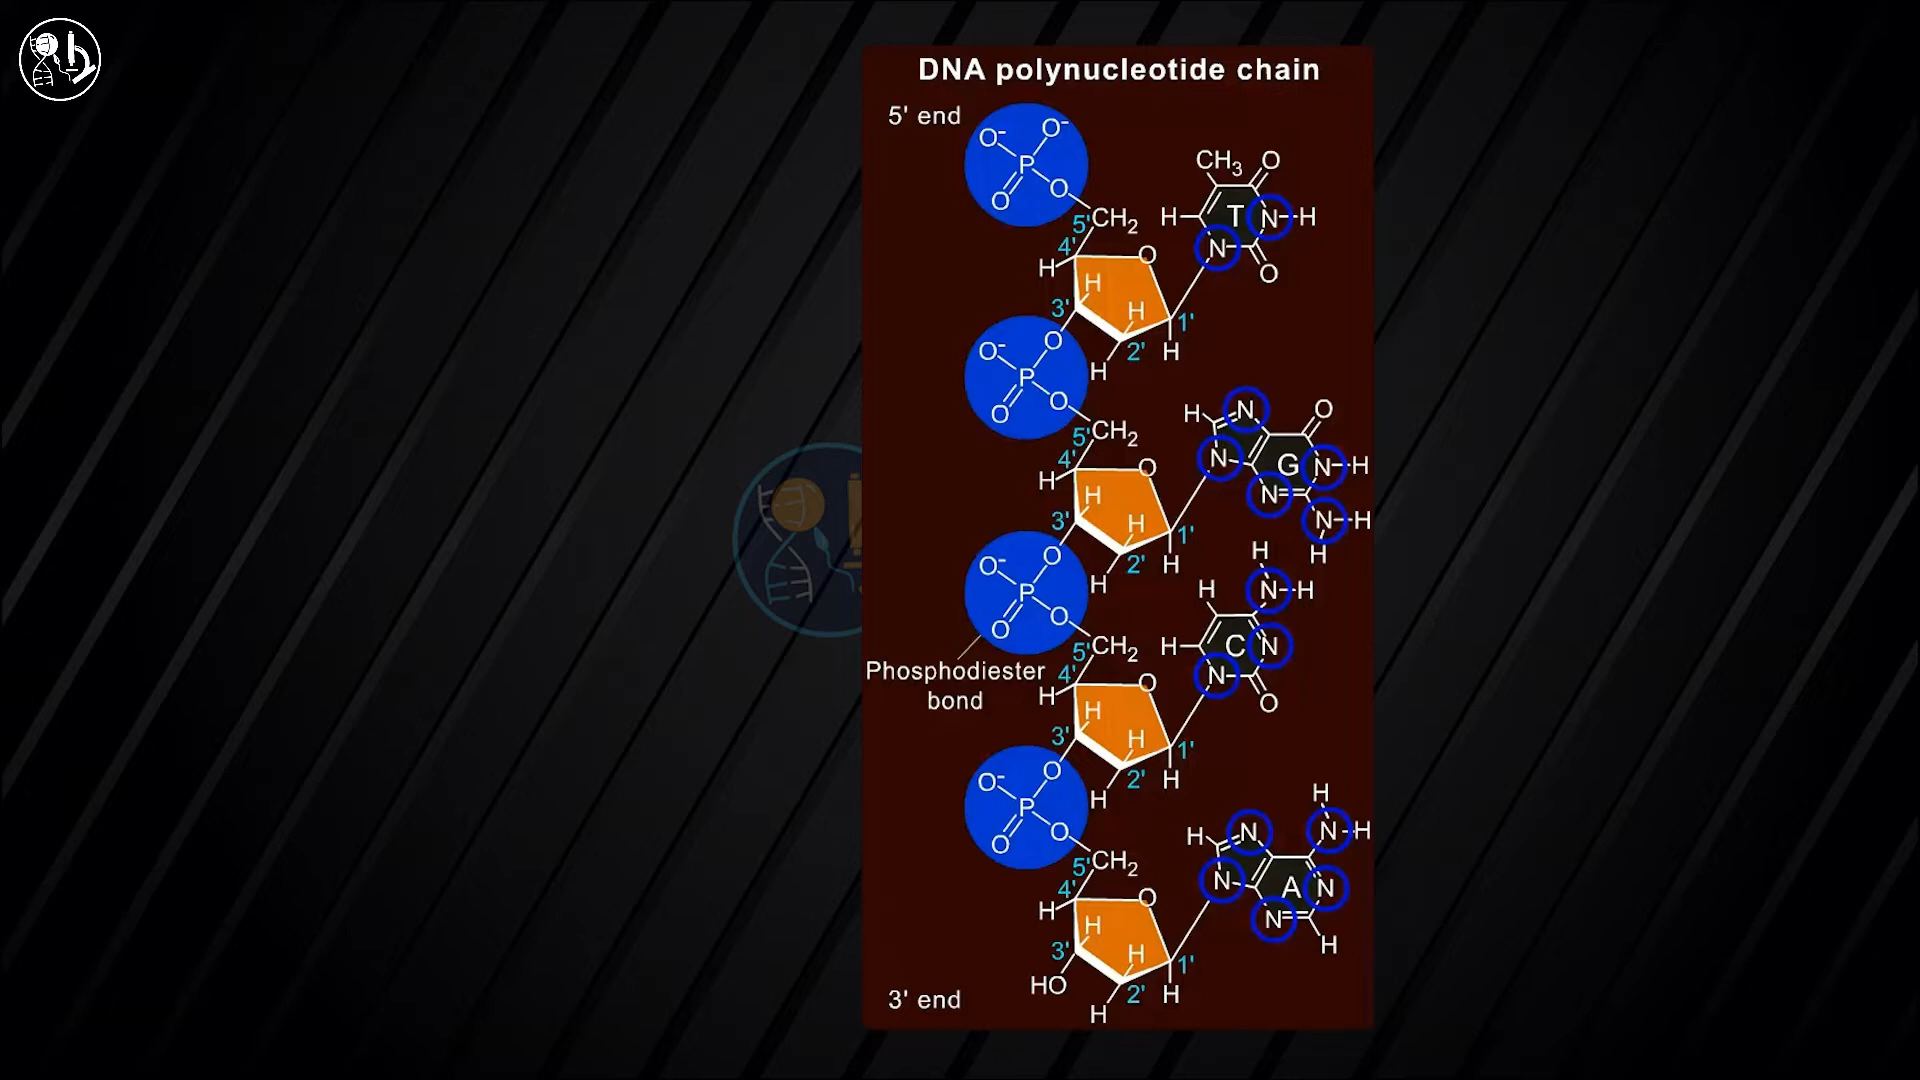 DNA polynucleotide chain
5' end
O-
O-
P
O
O
CH3
O
H
T
N
H
N
O
5'
CH2
4'
H
O
H
3'
H
1'
2'
H
H
O-
O
P
O
O
5'
CH2
4'
H
O
H
3'
H
1'
2'
H
H
H
N
O
N
G
N
H
N
N
H
H
O-
O
P
O
O
Phosphodiester
bond
5'
CH2
4'
H
O
H
3'
H
1'
2'
H
H
H
H
N
H
H
C
N
N
O
O-
O
P
O
O
5'
CH2
4'
H
O
H
3'
H
1'
HO
2'
H
H
H
H
N
N
H
N
A
N
N
H
3' end